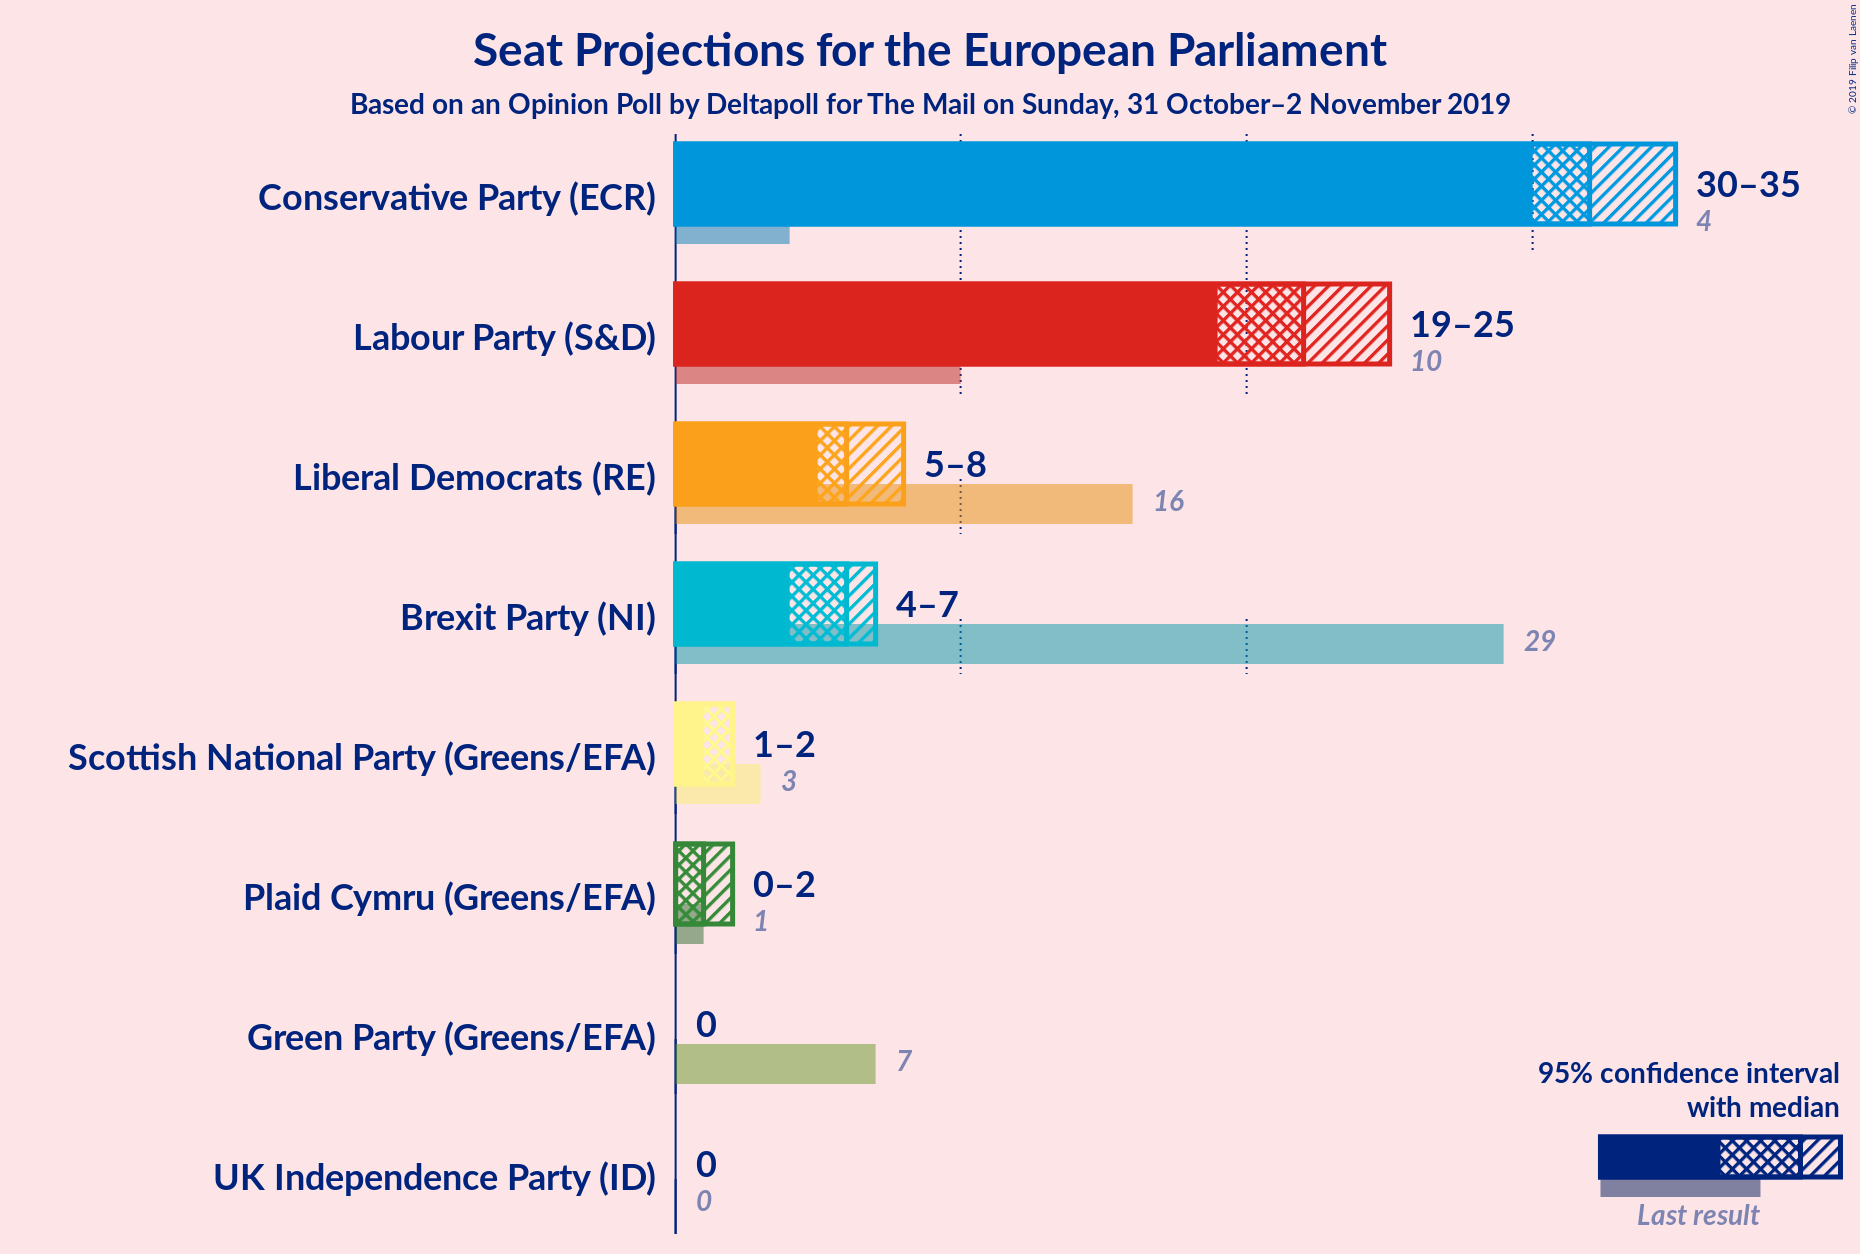 Seat Projections for the European Parliament
Based on an Opinion Poll by Deltapoll for The Mail on Sunday, 31 October–2 November 2019
© 2019 Filip van Laenen
Conservative Party (ECR)
30–35
4
Labour Party (S&D)
19–25
10
Liberal Democrats (RE)
5–8
16
Brexit Party (NI)
4–7
29
Scottish National Party (Greens/EFA)
1–2
3
Plaid Cymru (Greens/EFA)
0–2
1
Green Party (Greens/EFA)
0
7
UK Independence Party (ID)
0
0
95% confidence interval
with median
Last result